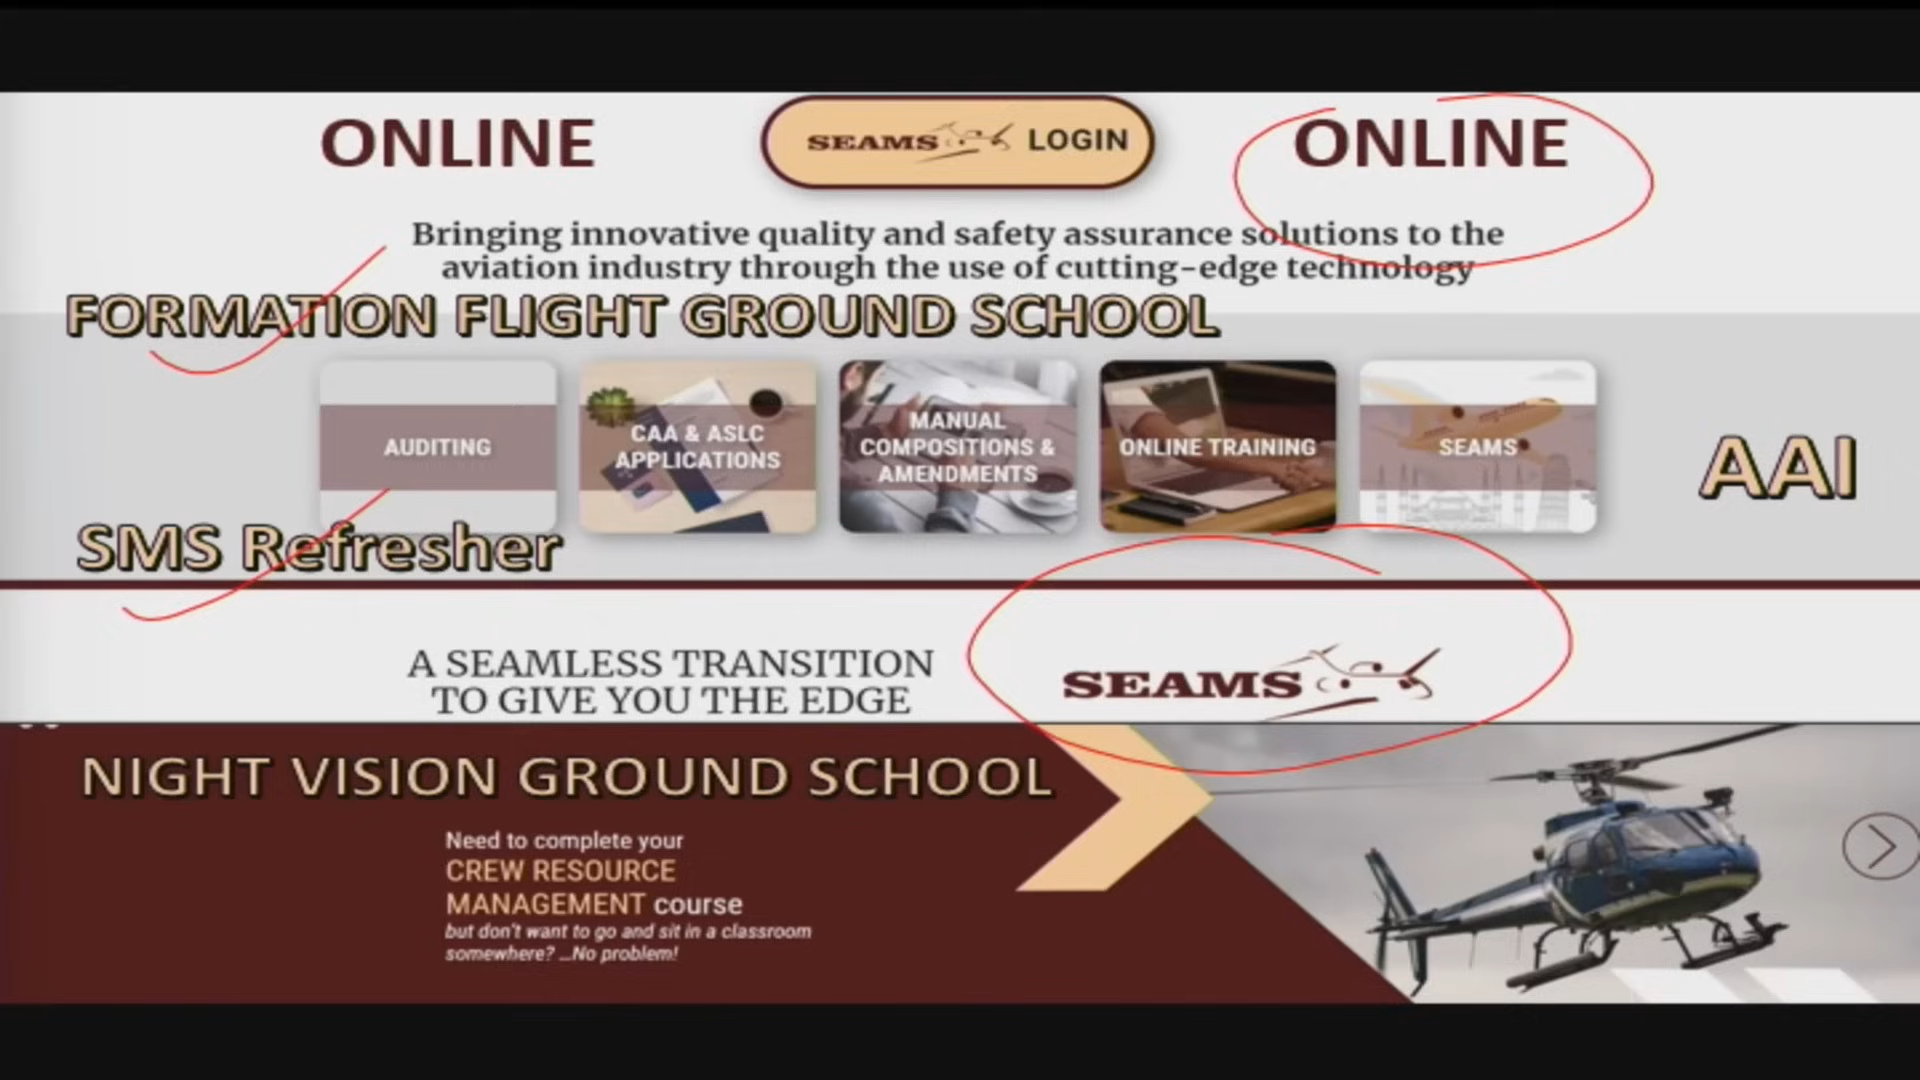 ONLINE
SEAMS LOGIN
ONLINE
Bringing innovative quality and safety assurance solutions to the
aviation industry through the use of cutting-edge technology
FORMATION FLIGHT GROUND SCHOOL
AUDITING
CAA & ASLC
APPLICATIONS
MANUAL
COMPOSITIONS &
AMENDMENTS
ONLINE TRAINING
SEAMS
AAI
SMS Refresher
A SEAMLESS TRANSITION
TO GIVE YOU THE EDGE
SEAMS
NIGHT VISION GROUND SCHOOL
Need to complete your
CREW RESOURCE
MANAGEMENT course
but don't want to go and sit in a classroom
somewhere? ...No problem!